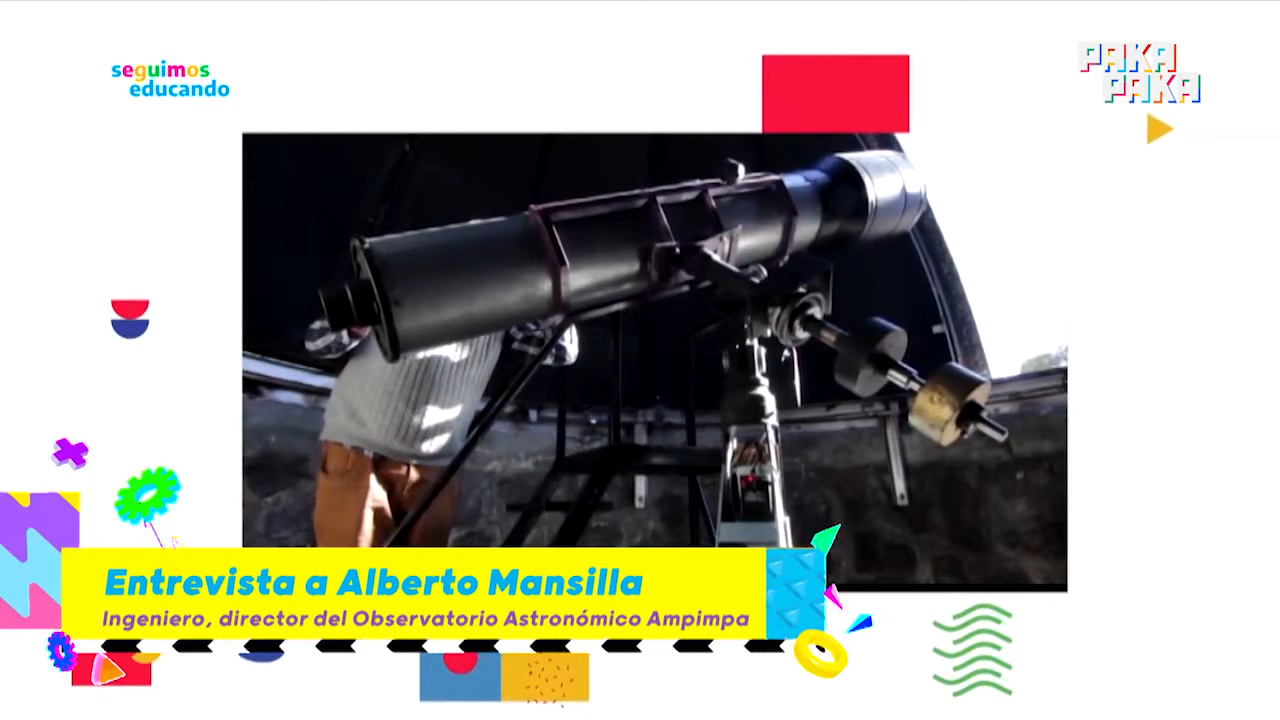 seguimos
educando
PAKA
PAKA
Entrevista a Alberto Mansilla
Ingeniero, director del Observatorio Astronómico Ampimpa